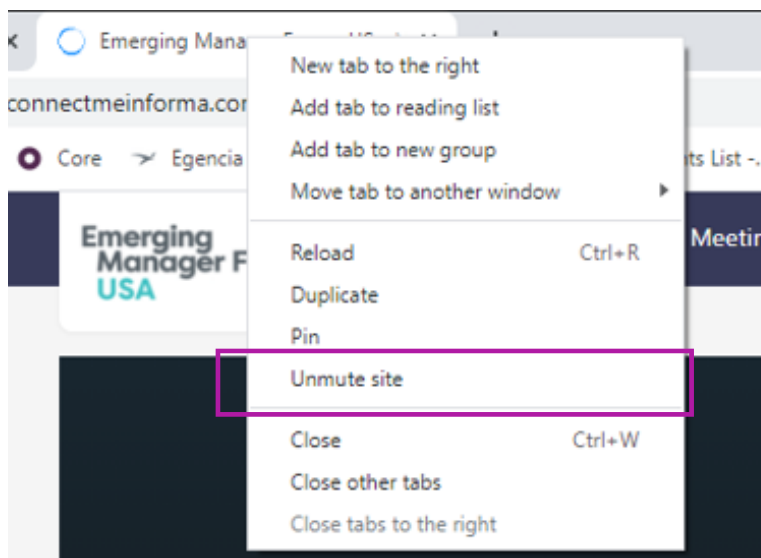 Emerging Mana
connectmeinforma.cor
Core
Egencia
ts List -.
Emerging
Manager F
USA
Meetin
New tab to the right
Add tab to reading list
Add tab to new group
Move tab to another window
Reload Ctrl+R
Duplicate
Pin
Unmute site
Close Ctrl+W
Close other tabs
Close tabs to the right